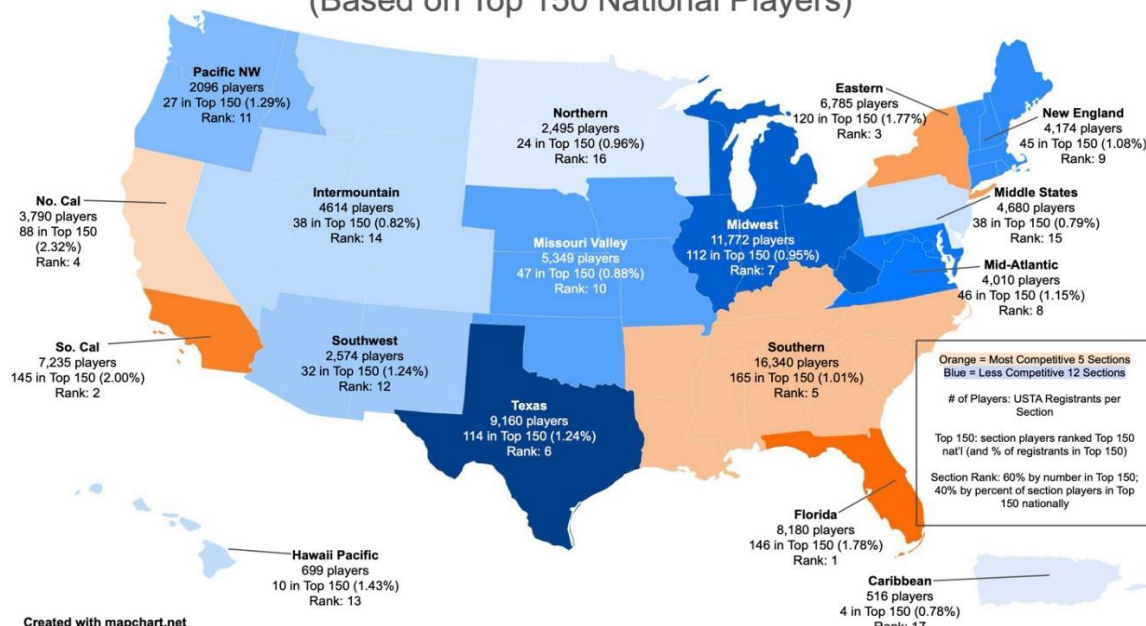 (Based on Top 150 National Players)
Pacific NW
2096 players
27 in Top 150 (1.29%)
Rank: 11
Northern
2,495 players
24 in Top 150 (0.96%)
Rank: 16
Eastern
6,785 players
120 in Top 150 (1.77%)
Rank: 3
New England
4,174 players
45 in Top 150 (1.08%)
Rank: 9
No. Cal
3,790 players
88 in Top 150
(2.32%)
Rank: 4
Intermountain
4614 players
38 in Top 150 (0.82%)
Rank: 14
Missouri Valley
5,349 players
47 in Top 150 (0.88%)
Rank: 10
Midwest
11,772 players
112 in Top 150 (0.95%)
Rank: 7
Middle States
4,680 players
38 in Top 150 (0.79%)
Rank: 15
Mid-Atlantic
4,010 players
46 in Top 150 (1.15%)
Rank: 8
So. Cal
7,235 players
145 in Top 150 (2.00%)
Rank: 2
Southwest
2,574 players
32 in Top 150 (1.24%)
Rank: 12
Texas
9,160 players
114 in Top 150 (1.24%)
Rank: 6
Southern
16,340 players
165 in Top 150 (1.01%)
Rank: 5
Orange = Most Competitive 5 Sections
Blue = Less Competitive 12 Sections
# of Players: USTA Registrants per
Section
Top 150: section players ranked Top 150
nat'l (and % of registrants in Top 150)
Section Rank: 60% by number in Top 150;
40% by percent of section players in Top
150 nationally
Florida
8,180 players
146 in Top 150 (1.78%)
Rank: 1
Hawaii Pacific
699 players
10 in Top 150 (1.43%)
Rank: 13
Caribbean
516 players
4 in Top 150 (0.78%)
Rank: 17
Created with mapchart.net